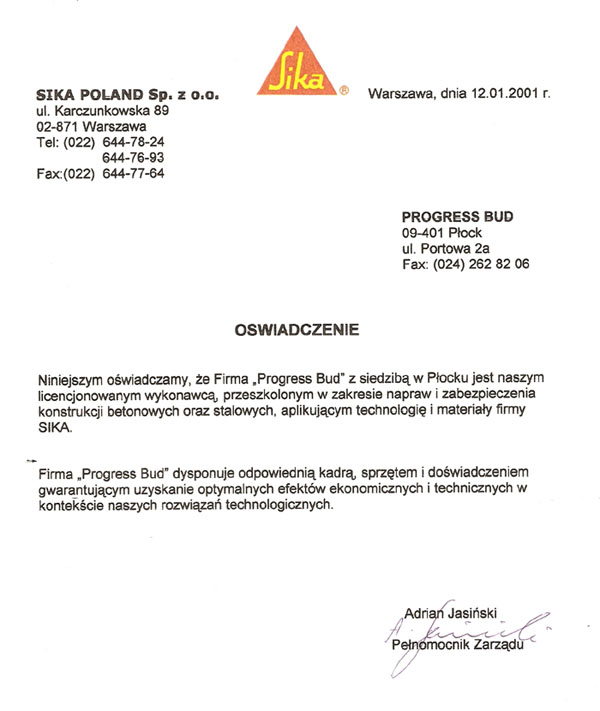 Sika®
SIKA POLAND Sp. z o.o.
ul. Karczunkowska 89
02-871 Warszawa
Tel: (022) 644-78-24
644-76-93
Fax:(022) 644-77-64
Warszawa, dnia 12.01.2001 r.
PROGRESS BUD
09-401 Płock
ul. Portowa 2a
Fax: (024) 262 82 06
OSWIADCZENIE
Niniejszym oświadczamy, że Firma „Progress Bud” z siedzibą w Płocku jest naszym
licencjonowanym wykonawcą, przeszkolonym w zakresie napraw i zabezpieczenia
konstrukcji betonowych oraz stalowych, aplikującym technologię i materiały firmy
SIKA.
Firma „Progress Bud” dysponuje odpowiednią kadrą, sprzętem i doświadczeniem
gwarantującym uzyskanie optymalnych efektów ekonomicznych i technicznych w
kontekście naszych rozwiązań technologicznych.
Adrian Jasiński
Pełnomocnik Zarządu